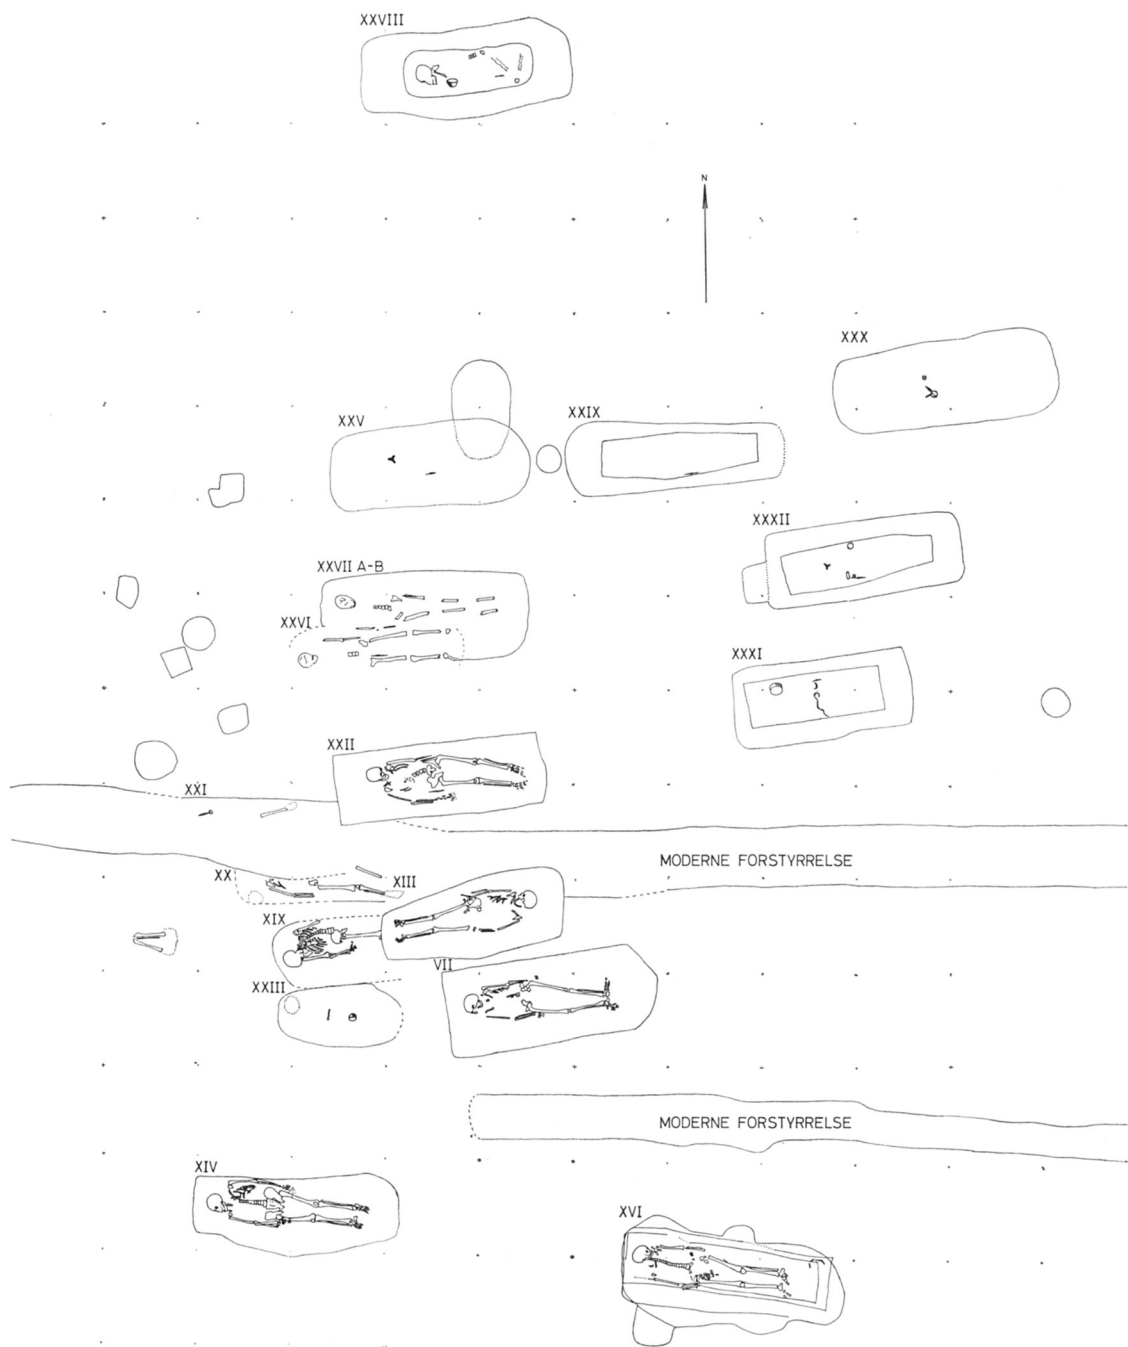 XXVIII
N
XXX
XXV
XXIX
XXXII
XXVII A-B
XXVI
XXXI
XXII
XXI
MODERNE FORSTYRRELSE
XX
XIII
XIX
VII
XXIII
MODERNE FORSTYRRELSE
XIV
XVI